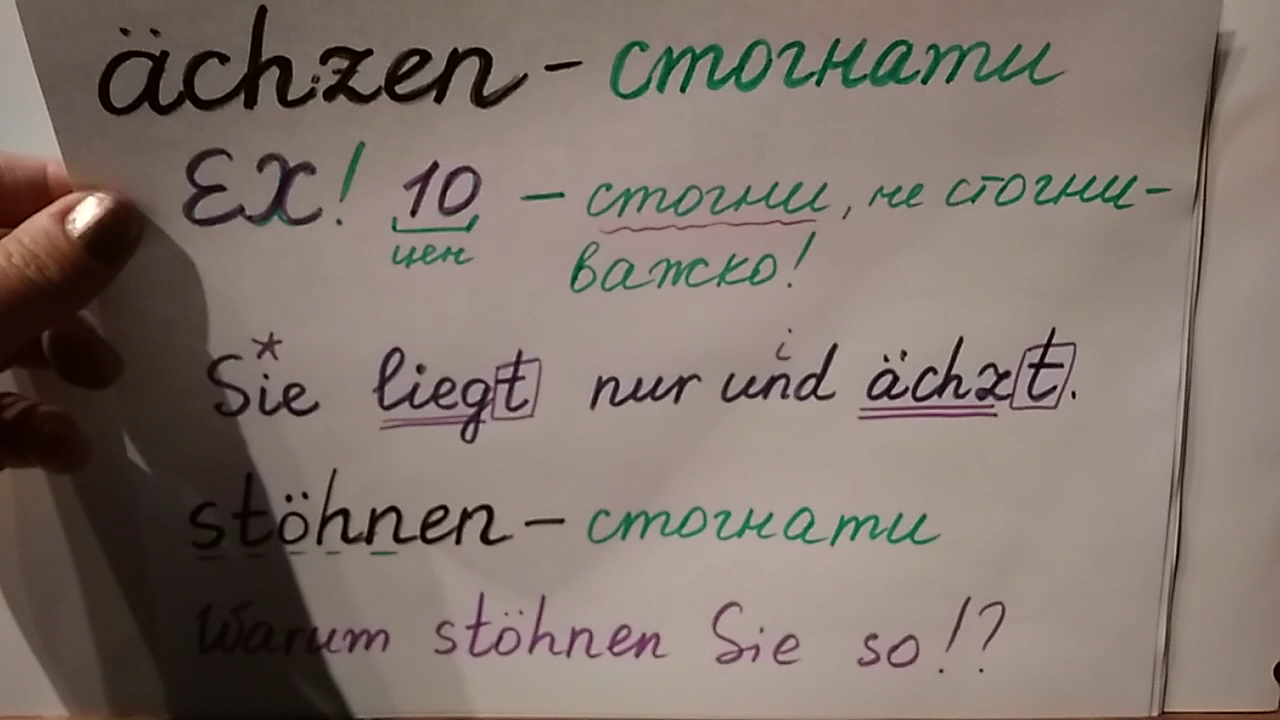 ächzen - стогнати
ЕХ! 10 - стогни, не стогни-
цен
важко!
*
i
Sie liegt nur und ächzt.
stöhnen - стогнати
Warum stöhnen Sie so!?